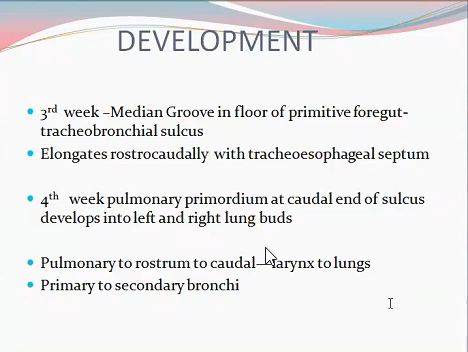 DEVELOPMENT
3rd week –Median Groove in floor of primitive foregut-
tracheobronchial sulcus
Elongates rostrocaudally with tracheoesophageal septum
4th week pulmonary primordium at caudal end of sulcus
develops into left and right lung buds
Pulmonary to rostrum to caudal—larynx to lungs
Primary to secondary bronchi